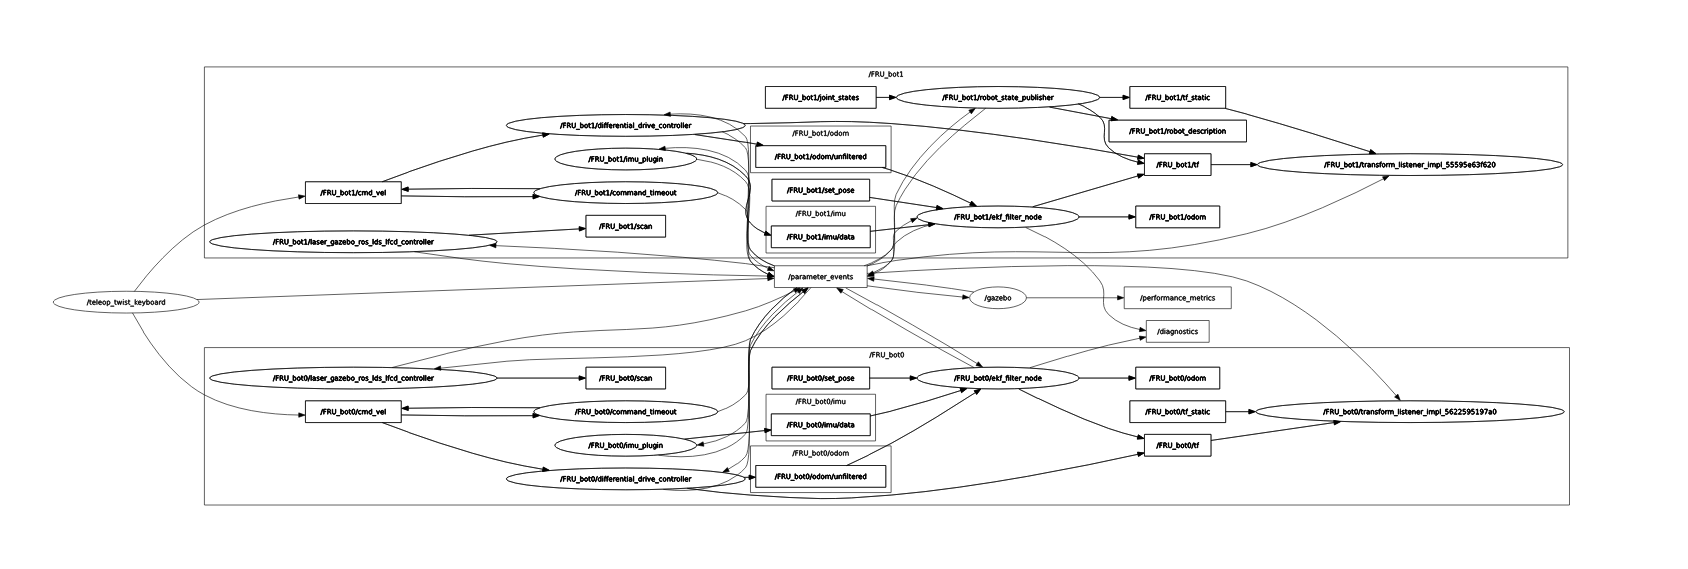 /FRU_bot1
/FRU_bot1/joint_states
/FRU_bot1/robot_state_publisher
/FRU_bot1/tf_static
/FRU_bot1/differential_drive_controller
/FRU_bot1/odom
/FRU_bot1/robot_description
/FRU_bot1/imu_plugin
/FRU_bot1/odom/unfiltered
/FRU_bot1/tf
/FRU_bot1/transform_listener_impl_55595e63f620
/FRU_bot1/cmd_vel
/FRU_bot1/command_timeout
/FRU_bot1/set_pose
/FRU_bot1/imu
/FRU_bot1/ekf_filter_node
/FRU_bot1/odom
/FRU_bot1/scan
/FRU_bot1/imu/data
/FRU_bot1/laser_gazebo_ros_lds_lfcd_controller
/parameter_events
/teleop_twist_keyboard
/gazebo
/performance_metrics
/diagnostics
/FRU_bot0
/FRU_bot0/laser_gazebo_ros_lds_lfcd_controller
/FRU_bot0/scan
/FRU_bot0/set_pose
/FRU_bot0/ekf_filter_node
/FRU_bot0/odom
/FRU_bot0/imu
/FRU_bot0/cmd_vel
/FRU_bot0/command_timeout
/FRU_bot0/tf_static
/FRU_bot0/transform_listener_impl_5622595197a0
/FRU_bot0/imu/data
/FRU_bot0/imu_plugin
/FRU_bot0/tf
/FRU_bot0/odom
/FRU_bot0/differential_drive_controller
/FRU_bot0/odom/unfiltered